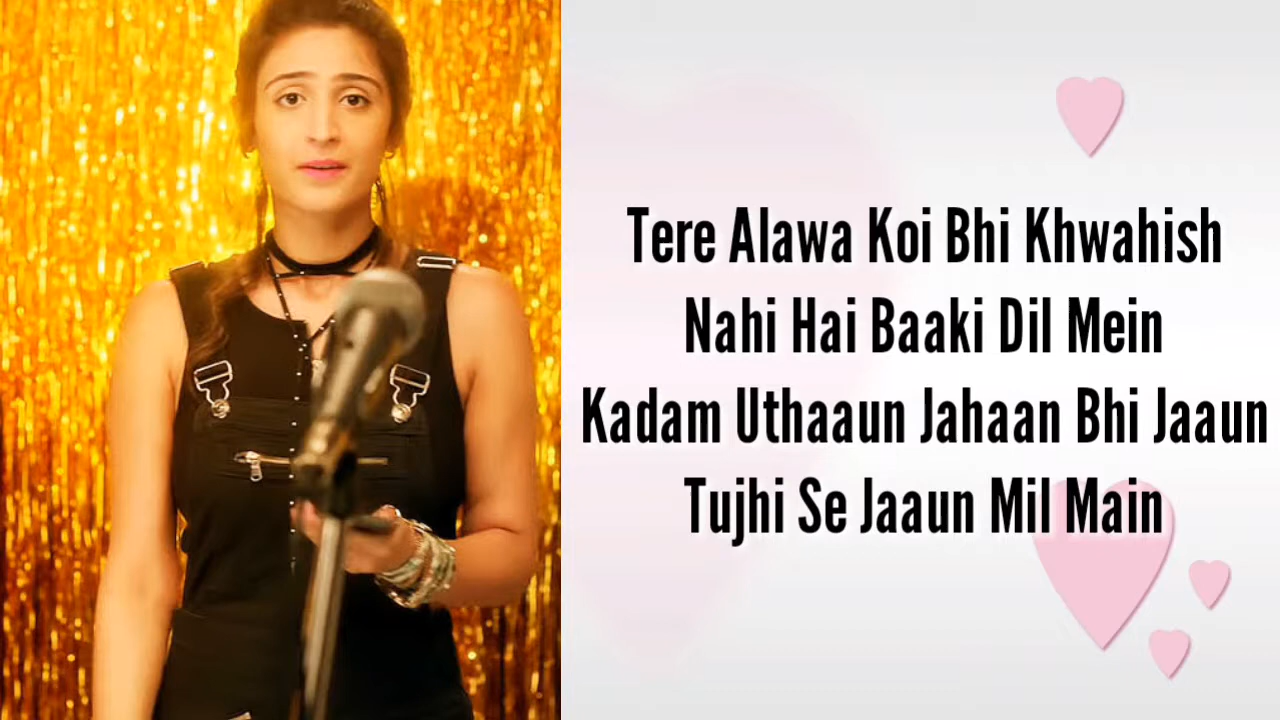 Tere Alawa Koi Bhi Khwahish
Nahi Hai Baaki Dil Mein
Kadam Uthaaun Jahaan Bhi Jaaun
Tujhi Se Jaaun Mil Main